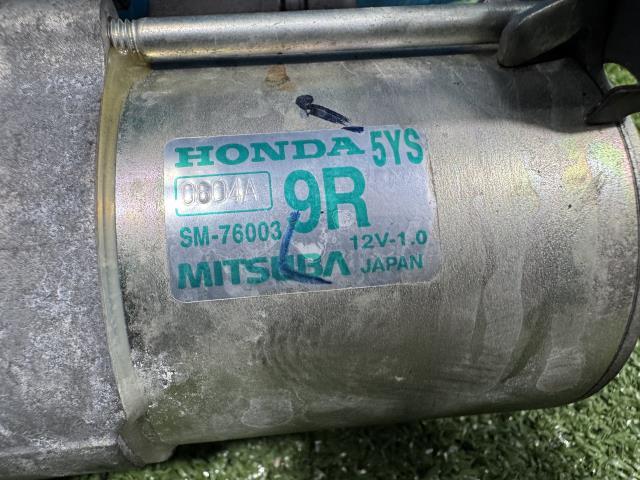 HONDA 5YS
0804A 9R
SM-76003 12V-1.0
MITSUBA JAPAN